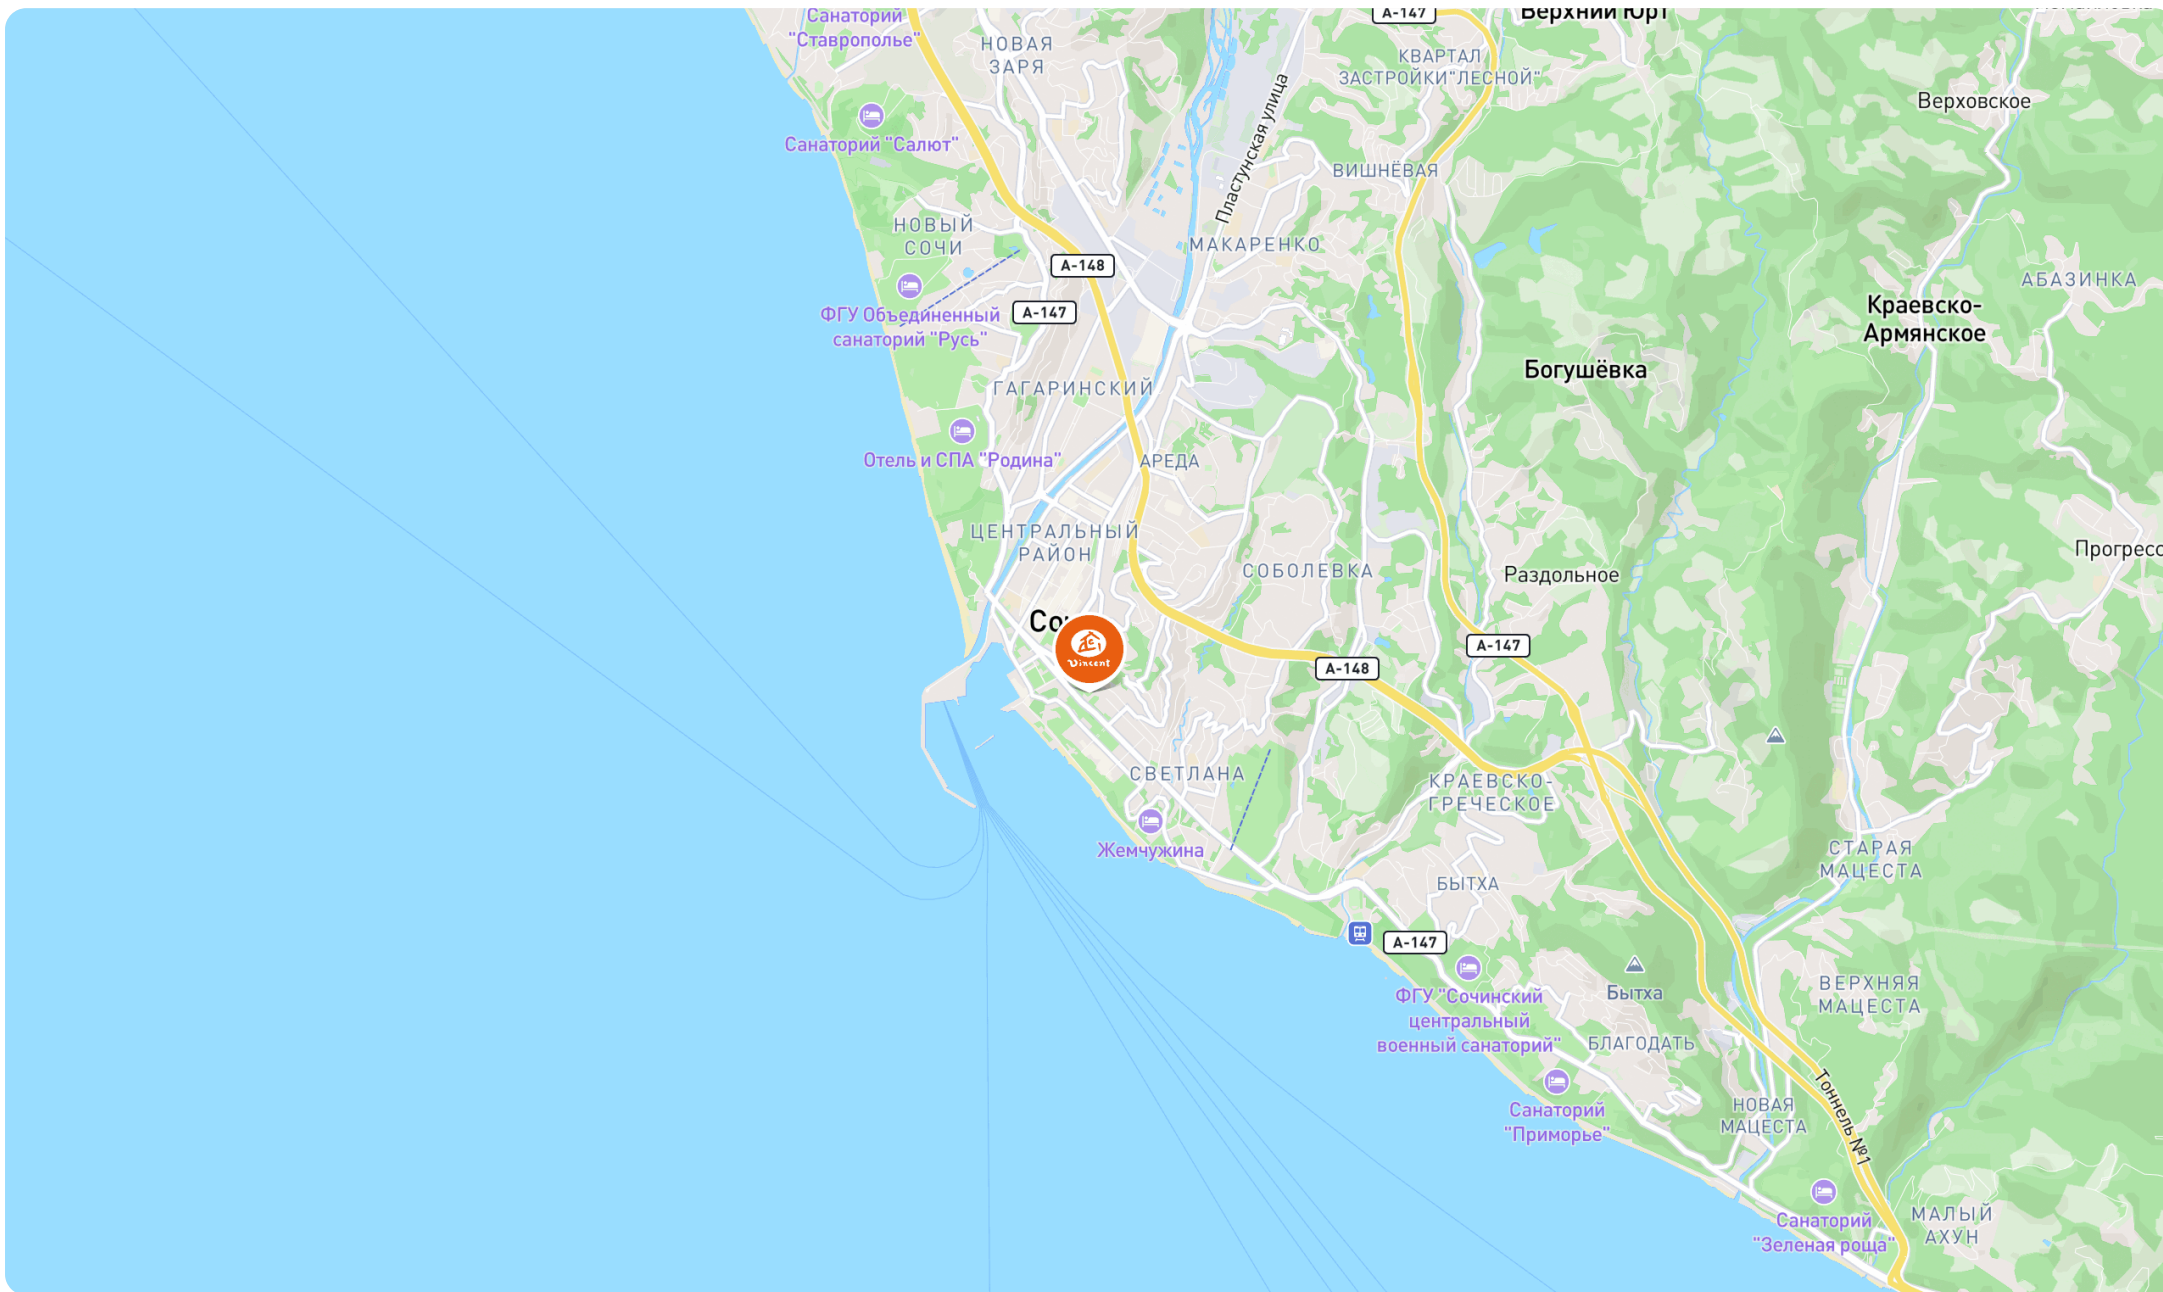 Санаторий
"Ставрополье"
НОВАЯ
ЗАРЯ
А-147
Верхний Юрт
КВАРТАЛ
ЗАСТРОЙКИ"ЛЕСНОЙ"
Пластунская улица
Верховское
Санаторий "Салют"
ВИШНЁВАЯ
НОВЫЙ
СОЧИ
МАКАРЕНКО
А-148
АБАЗИНКА
ФГУ Объединенный
санаторий "Русь"
А-147
Краевско-
Армянское
Богушёвка
ГАГАРИНСКИЙ
Отель и СПА "Родина"
АРЕДА
ЦЕНТРАЛЬНЫЙ
РАЙОН
Прогресс
СОБОЛЕВКА
Раздольное
Со
Vincent
А-147
А-148
СВЕТЛАНА
КРАЕВСКО-
ГРЕЧЕСКОЕ
Жемчужина
СТАРАЯ
МАЦЕСТА
БЫТХА
А-147
ФГУ "Сочинский
центральный
военный санаторий"
Бытха
ВЕРХНЯЯ
МАЦЕСТА
БЛАГОДАТЬ
Санаторий
"Приморье"
НОВАЯ
МАЦЕСТА
Тоннель №1
Санаторий
"Зеленая роща"
МАЛЫЙ
АХУН